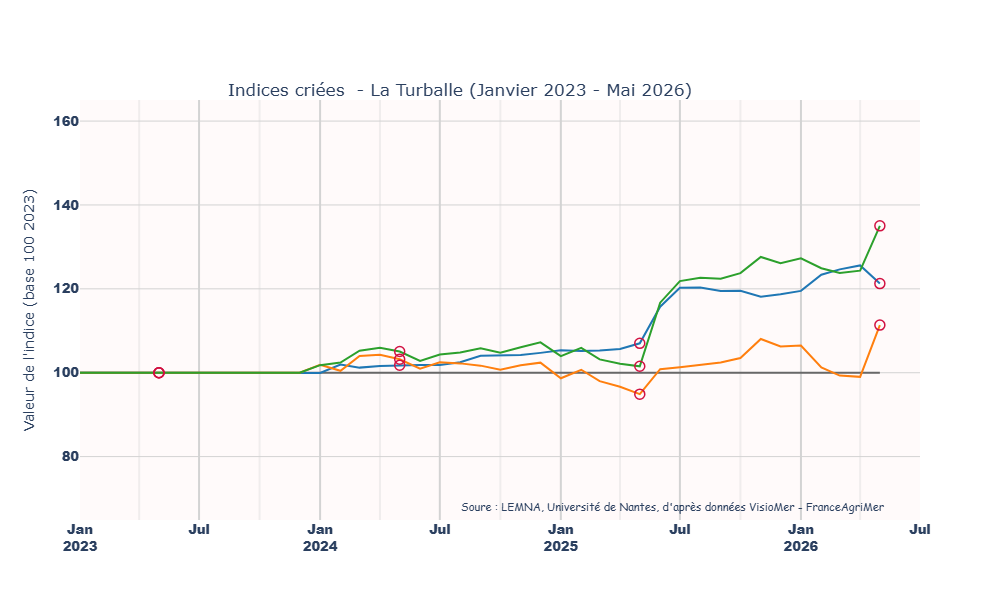 Indices criées  - La Turballe (Janvier 2023 - Mai 2026)
Valeur de l'indice (base 100 2023)
160
140
120
100
80
Soure : LEMNA, Université de Nantes, d'après données VisioMer - FranceAgriMer
Jan Jul Jan Jul Jan Jul Jan Jul
2023 2024 2025 2026